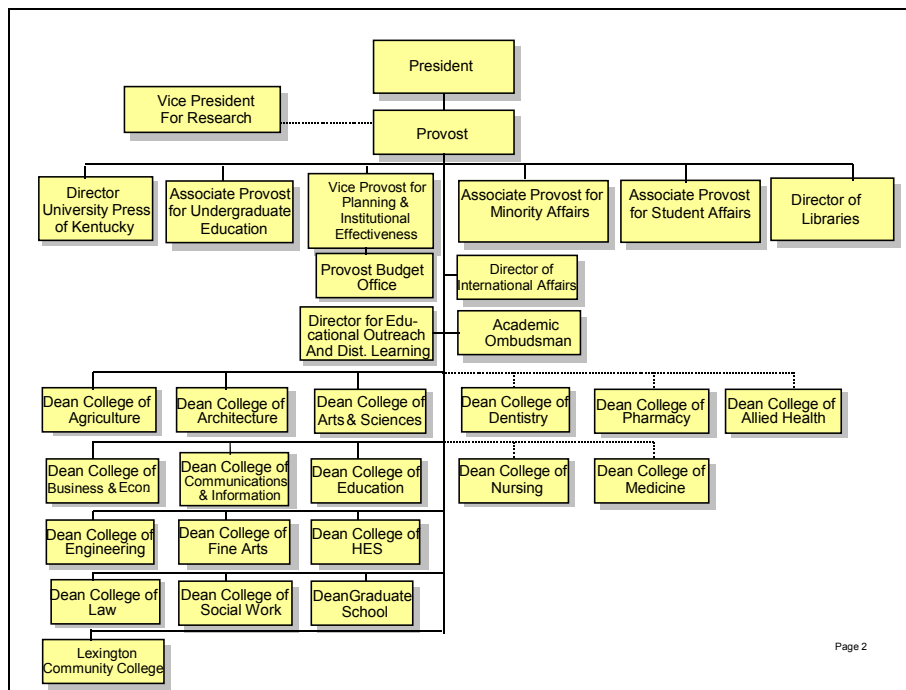 President
Vice President
For Research
Provost
Director
University Press
of Kentucky
Associate Provost
for Undergraduate
Education
Vice Provost for
Planning &
Institutional
Effectiveness
Associate Provost for
Minority Affairs
Associate Provost
for Student Affairs
Director of
Libraries
Provost Budget
Office
Director of
International Affairs
Director for Edu-
cational Outreach
And Dist. Learning
Academic
Ombudsman
Dean College of
Agriculture
Dean College of
Architecture
Dean College of
Arts & Sciences
Dean College of
Dentistry
Dean College of
Pharmacy
Dean College of
Allied Health
Dean College of
Business & Econ
Dean College of
Communications
& Information
Dean College of
Education
Dean College of
Nursing
Dean College of
Medicine
Dean College of
Engineering
Dean College of
Fine Arts
Dean College of
HES
Dean College of
Law
Dean College of
Social Work
DeanGraduate
School
Lexington
Community College
Page 2